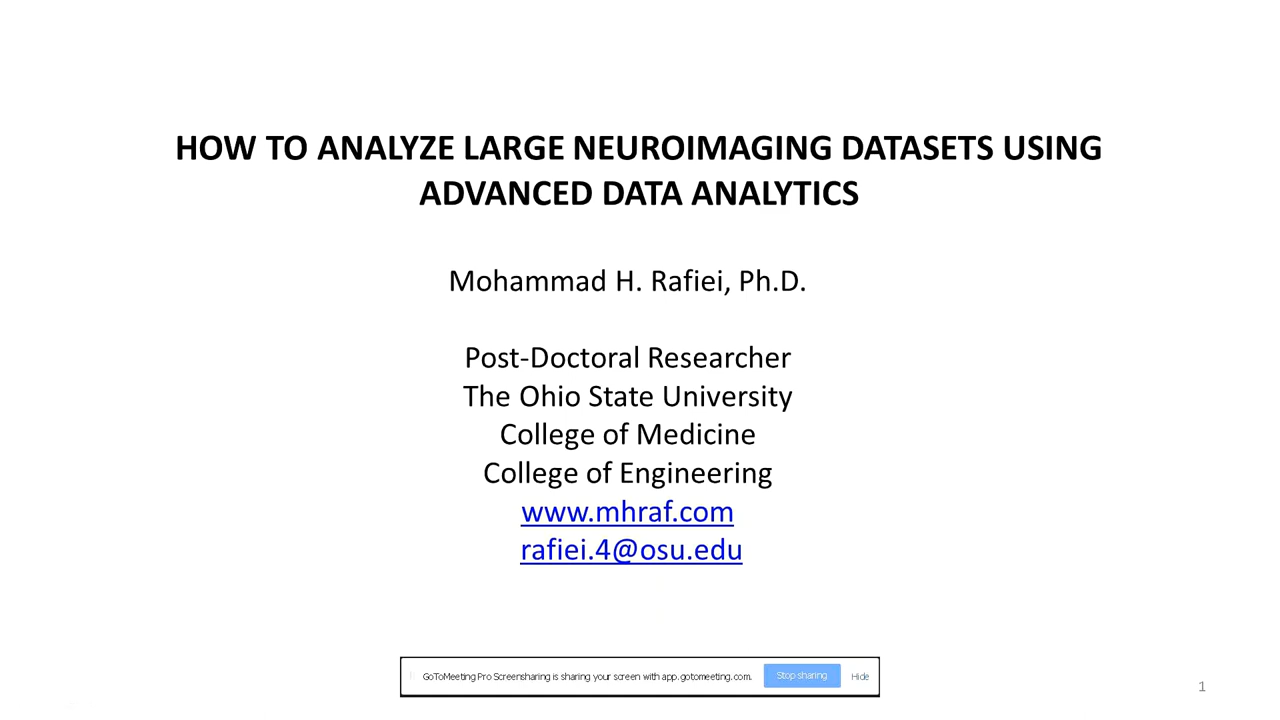 HOW TO ANALYZE LARGE NEUROIMAGING DATASETS USING
ADVANCED DATA ANALYTICS
Mohammad H. Rafiei, Ph.D.
Post-Doctoral Researcher
The Ohio State University
College of Medicine
College of Engineering
www.mhraf.com
rafiei.4@osu.edu
GoToMeeting Pro Screensharing is sharing your screen with app.gotomeeting.com. Stop sharing Hide
1